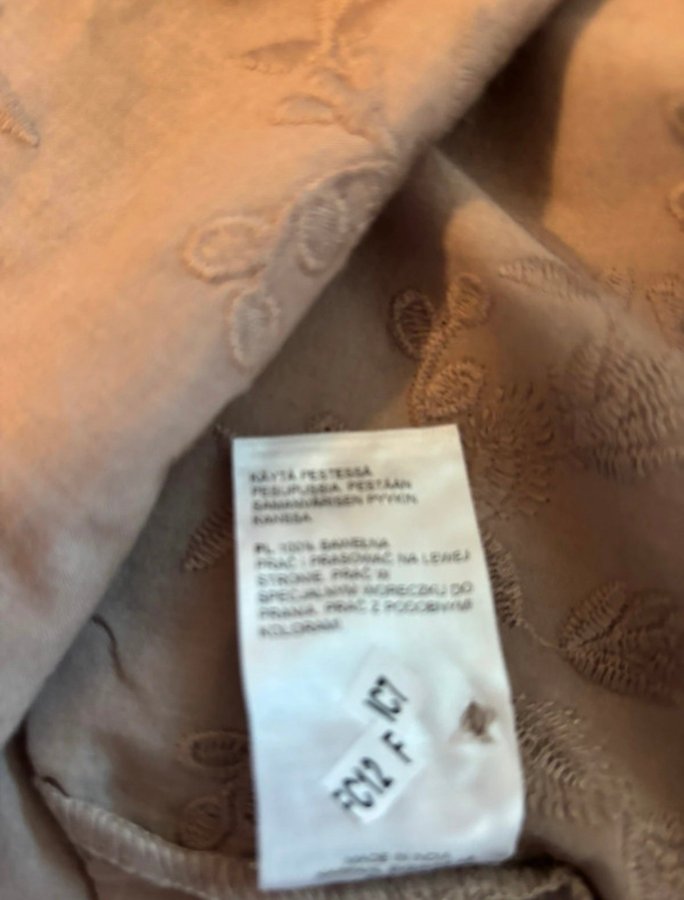 KÄYTÄ PESTESSÄ
PESUPUSSIA. PESTÄÄN
SAMANVÄRISEN PYYKIN
KANSSA.
PL 100% BAWEŁNA
PRAĆ I PRASOWAĆ NA LEWEJ
STRONIE. PRAĆ W
SPECJALNYM WORECZKU DO
PRANIA. PRAĆ Z PODOBNYMI
KOLORAMI.
IC7
FC12 F
MADE IN INDIA